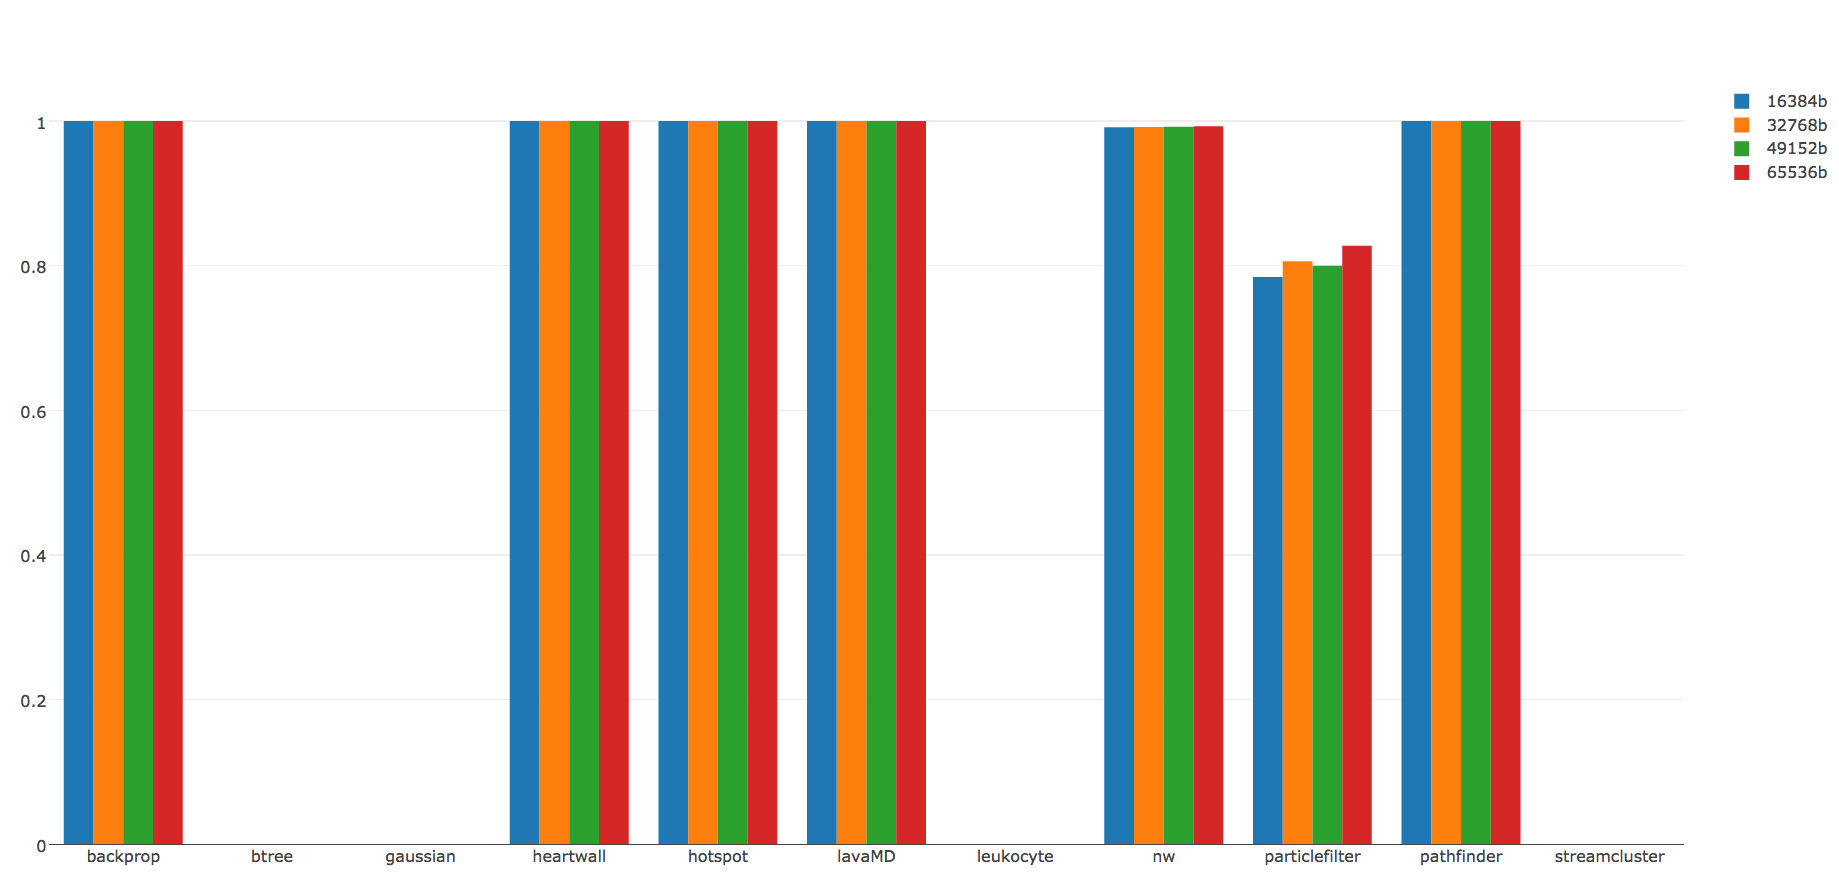 16384b
32768b
49152b
65536b
1
0.8
0.6
0.4
0.2
0
backprop btree gaussian heartwall hotspot lavaMD leukocyte nw particlefilter pathfinder streamcluster